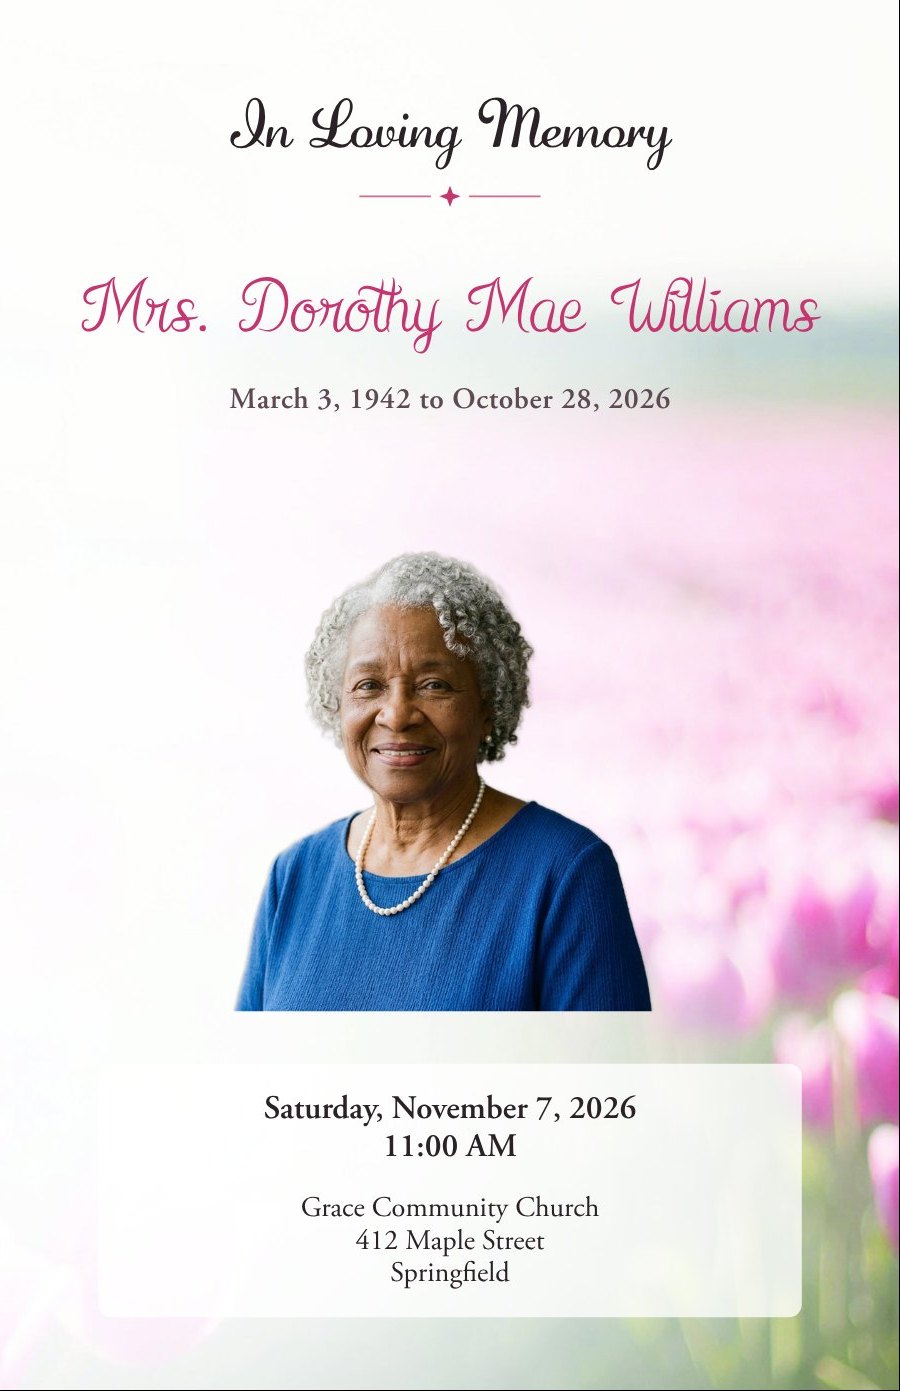 In Loving Memory
Mrs. Dorothy Mae Williams
March 3, 1942 to October 28, 2026
Saturday, November 7, 2026
11:00 AM
Grace Community Church
412 Maple Street
Springfield